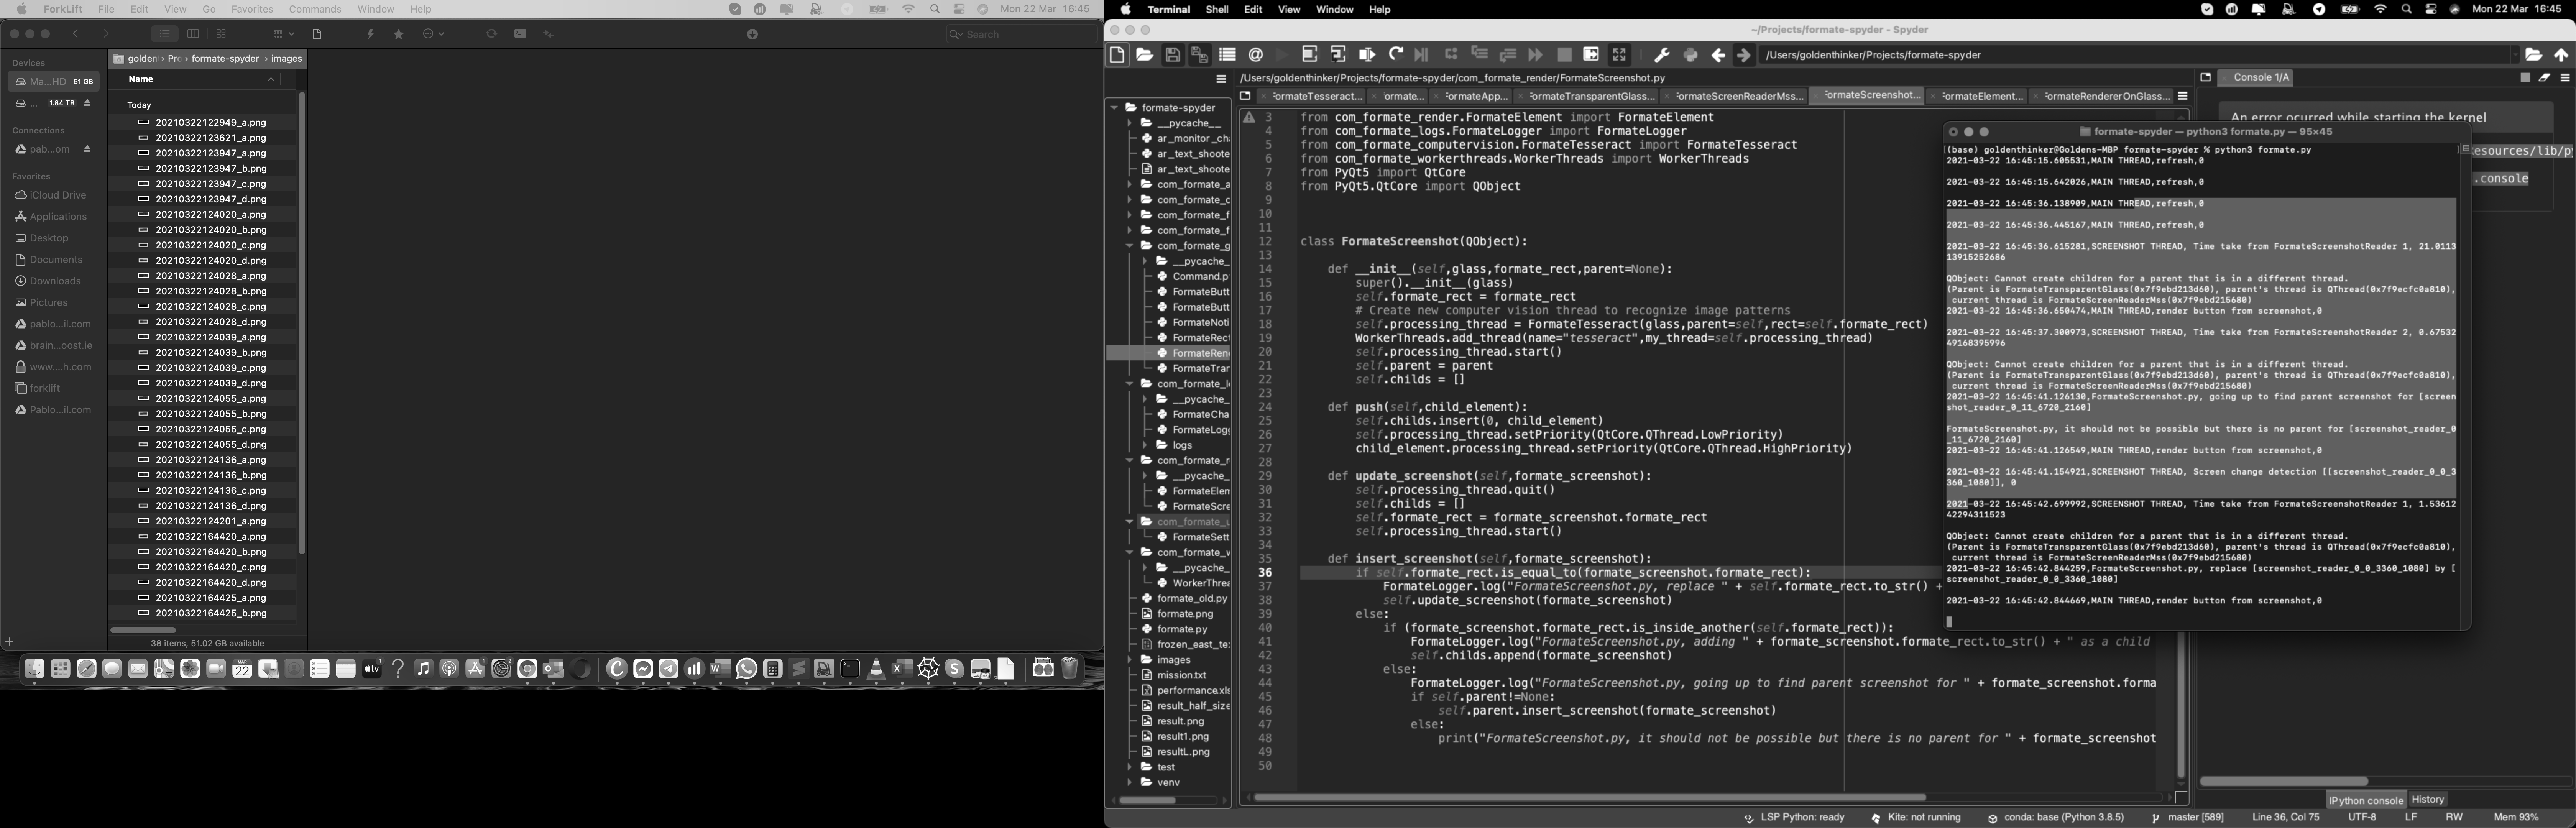 ForkLift File Edit View Go Favorites Commands Window Help
Mon 22 Mar 16:45
Search
Devices
Ma...HD 51 GB
... 1.84 TB
Connections
pab...om
Favorites
iCloud Drive
Applications
Desktop
Documents
Downloads
Pictures
pablo...il.com
brain...oost.ie
www....h.com
forklift
Pablo...il.com
golden › Pro › formate-spyder › images
Name
Today
20210322122949_a.png
20210322123621_a.png
20210322123947_a.png
20210322123947_b.png
20210322123947_c.png
20210322123947_d.png
20210322124020_a.png
20210322124020_b.png
20210322124020_c.png
20210322124020_d.png
20210322124028_a.png
20210322124028_b.png
20210322124028_c.png
20210322124028_d.png
20210322124039_a.png
20210322124039_b.png
20210322124039_c.png
20210322124039_d.png
20210322124055_a.png
20210322124055_b.png
20210322124055_c.png
20210322124055_d.png
20210322124136_a.png
20210322124136_b.png
20210322124136_c.png
20210322124136_d.png
20210322124201_a.png
20210322164420_a.png
20210322164420_b.png
20210322164420_c.png
20210322164420_d.png
20210322164425_a.png
20210322164425_b.png
38 items, 51.02 GB available
MAR
22
tv
Terminal Shell Edit View Window Help
Mon 22 Mar 16:45
~/Projects/formate-spyder - Spyder
/Users/goldenthinker/Projects/formate-spyder
/Users/goldenthinker/Projects/formate-spyder/com_formate_render/FormateScreenshot.py
formate-spyder
__pycache__
ar_monitor_ch
ar_text_shoote
ar_text_shoote
com_formate_a
com_formate_c
com_formate_f
com_formate_f
com_formate_g
__pycache_
Command.p
FormateButt
FormateButt
FormateNoti
FormateRect
FormateRen
FormateTrar
com_formate_l
__pycache_
FormateCha
FormateLogg
logs
com_formate_r
__pycache_
FormateElen
FormateScre
com_formate_u
FormateSett
com_formate_v
__pycache_
WorkerThrea
formate_old.py
formate.png
formate.py
frozen_east_te
images
mission.txt
performance.xls
result_half_size
result.png
result1.png
resultL.png
test
venv
ormateTesseract... ormate... ormateApp... ormateTransparentGlass... ormateScreenReaderMss... ormateScreenshot... ormateElement... ormateRendererOnGlass...
3 from com_formate_render.FormateElement import FormateElement
4 from com_formate_logs.FormateLogger import FormateLogger
5 from com_formate_computervision.FormateTesseract import FormateTesseract
6 from com_formate_workerthreads.WorkerThreads import WorkerThreads
7 from PyQt5 import QtCore
8 from PyQt5.QtCore import QObject
9
10
11
12 class FormateScreenshot(QObject):
13
14 def __init__(self,glass,formate_rect,parent=None):
15 super().__init__(glass)
16 self.formate_rect = formate_rect
17 # Create new computer vision thread to recognize image patterns
18 self.processing_thread = FormateTesseract(glass,parent=self,rect=self.formate_rect)
19 WorkerThreads.add_thread(name="tesseract",my_thread=self.processing_thread)
20 self.processing_thread.start()
21 self.parent = parent
22 self.childs = []
23
24 def push(self,child_element):
25 self.childs.insert(0, child_element)
26 self.processing_thread.setPriority(QtCore.QThread.LowPriority)
27 child_element.processing_thread.setPriority(QtCore.QThread.HighPriority)
28
29 def update_screenshot(self,formate_screenshot):
30 self.processing_thread.quit()
31 self.childs = []
32 self.formate_rect = formate_screenshot.formate_rect
33 self.processing_thread.start()
34
35 def insert_screenshot(self,formate_screenshot):
36 if self.formate_rect.is_equal_to(formate_screenshot.formate_rect):
37 FormateLogger.log("FormateScreenshot.py, replace " + self.formate_rect.to_str() +
38 self.update_screenshot(formate_screenshot)
39 else:
40 if (formate_screenshot.formate_rect.is_inside_another(self.formate_rect)):
41 FormateLogger.log("FormateScreenshot.py, adding " + formate_screenshot.formate_rect.to_str() + " as a child
42 self.childs.append(formate_screenshot)
43 else:
44 FormateLogger.log("FormateScreenshot.py, going up to find parent screenshot for " + formate_screenshot.forma
45 if self.parent!=None:
46 self.parent.insert_screenshot(formate_screenshot)
47 else:
48 print("FormateScreenshot.py, it should not be possible but there is no parent for " + formate_screenshot
49
50
Console 1/A
An error ocurred while starting the kernel
esources/lib/py
.console
formate-spyder — python3 formate.py — 95×45
(base) goldenthinker@Goldens-MBP formate-spyder % python3 formate.py
2021-03-22 16:45:15.605531,MAIN THREAD,refresh,0
2021-03-22 16:45:15.642026,MAIN THREAD,refresh,0
2021-03-22 16:45:36.138909,MAIN THREAD,refresh,0
2021-03-22 16:45:36.445167,MAIN THREAD,refresh,0
2021-03-22 16:45:36.615281,SCREENSHOT THREAD, Time take from FormateScreenshotReader 1, 21.0113
13915252686
QObject: Cannot create children for a parent that is in a different thread.
(Parent is FormateTransparentGlass(0x7f9ebd213d60), parent's thread is QThread(0x7f9ecfc0a810),
current thread is FormateScreenReaderMss(0x7f9ebd215680)
2021-03-22 16:45:36.650474,MAIN THREAD,render button from screenshot,0
2021-03-22 16:45:37.300973,SCREENSHOT THREAD, Time take from FormateScreenshotReader 2, 0.67532
49168395996
QObject: Cannot create children for a parent that is in a different thread.
(Parent is FormateTransparentGlass(0x7f9ebd213d60), parent's thread is QThread(0x7f9ecfc0a810),
current thread is FormateScreenReaderMss(0x7f9ebd215680)
2021-03-22 16:45:41.126130,FormateScreenshot.py, going up to find parent screenshot for [screen
shot_reader_0_11_6720_2160]
FormateScreenshot.py, it should not be possible but there is no parent for [screenshot_reader_0
_11_6720_2160]
2021-03-22 16:45:41.126549,MAIN THREAD,render button from screenshot,0
2021-03-22 16:45:41.154921,SCREENSHOT THREAD, Screen change detection [[screenshot_reader_0_0_3
360_1080]], 0
2021-03-22 16:45:42.699992,SCREENSHOT THREAD, Time take from FormateScreenshotReader 1, 1.53612
42294311523
QObject: Cannot create children for a parent that is in a different thread.
(Parent is FormateTransparentGlass(0x7f9ebd213d60), parent's thread is QThread(0x7f9ecfc0a810),
current thread is FormateScreenReaderMss(0x7f9ebd215680)
2021-03-22 16:45:42.844259,FormateScreenshot.py, replace [screenshot_reader_0_0_3360_1080] by [
screenshot_reader_0_0_3360_1080]
2021-03-22 16:45:42.844669,MAIN THREAD,render button from screenshot,0
IPython console History
LSP Python: ready Kite: not running conda: base (Python 3.8.5) master [589] Line 36, Col 75 UTF-8 LF RW Mem 93%